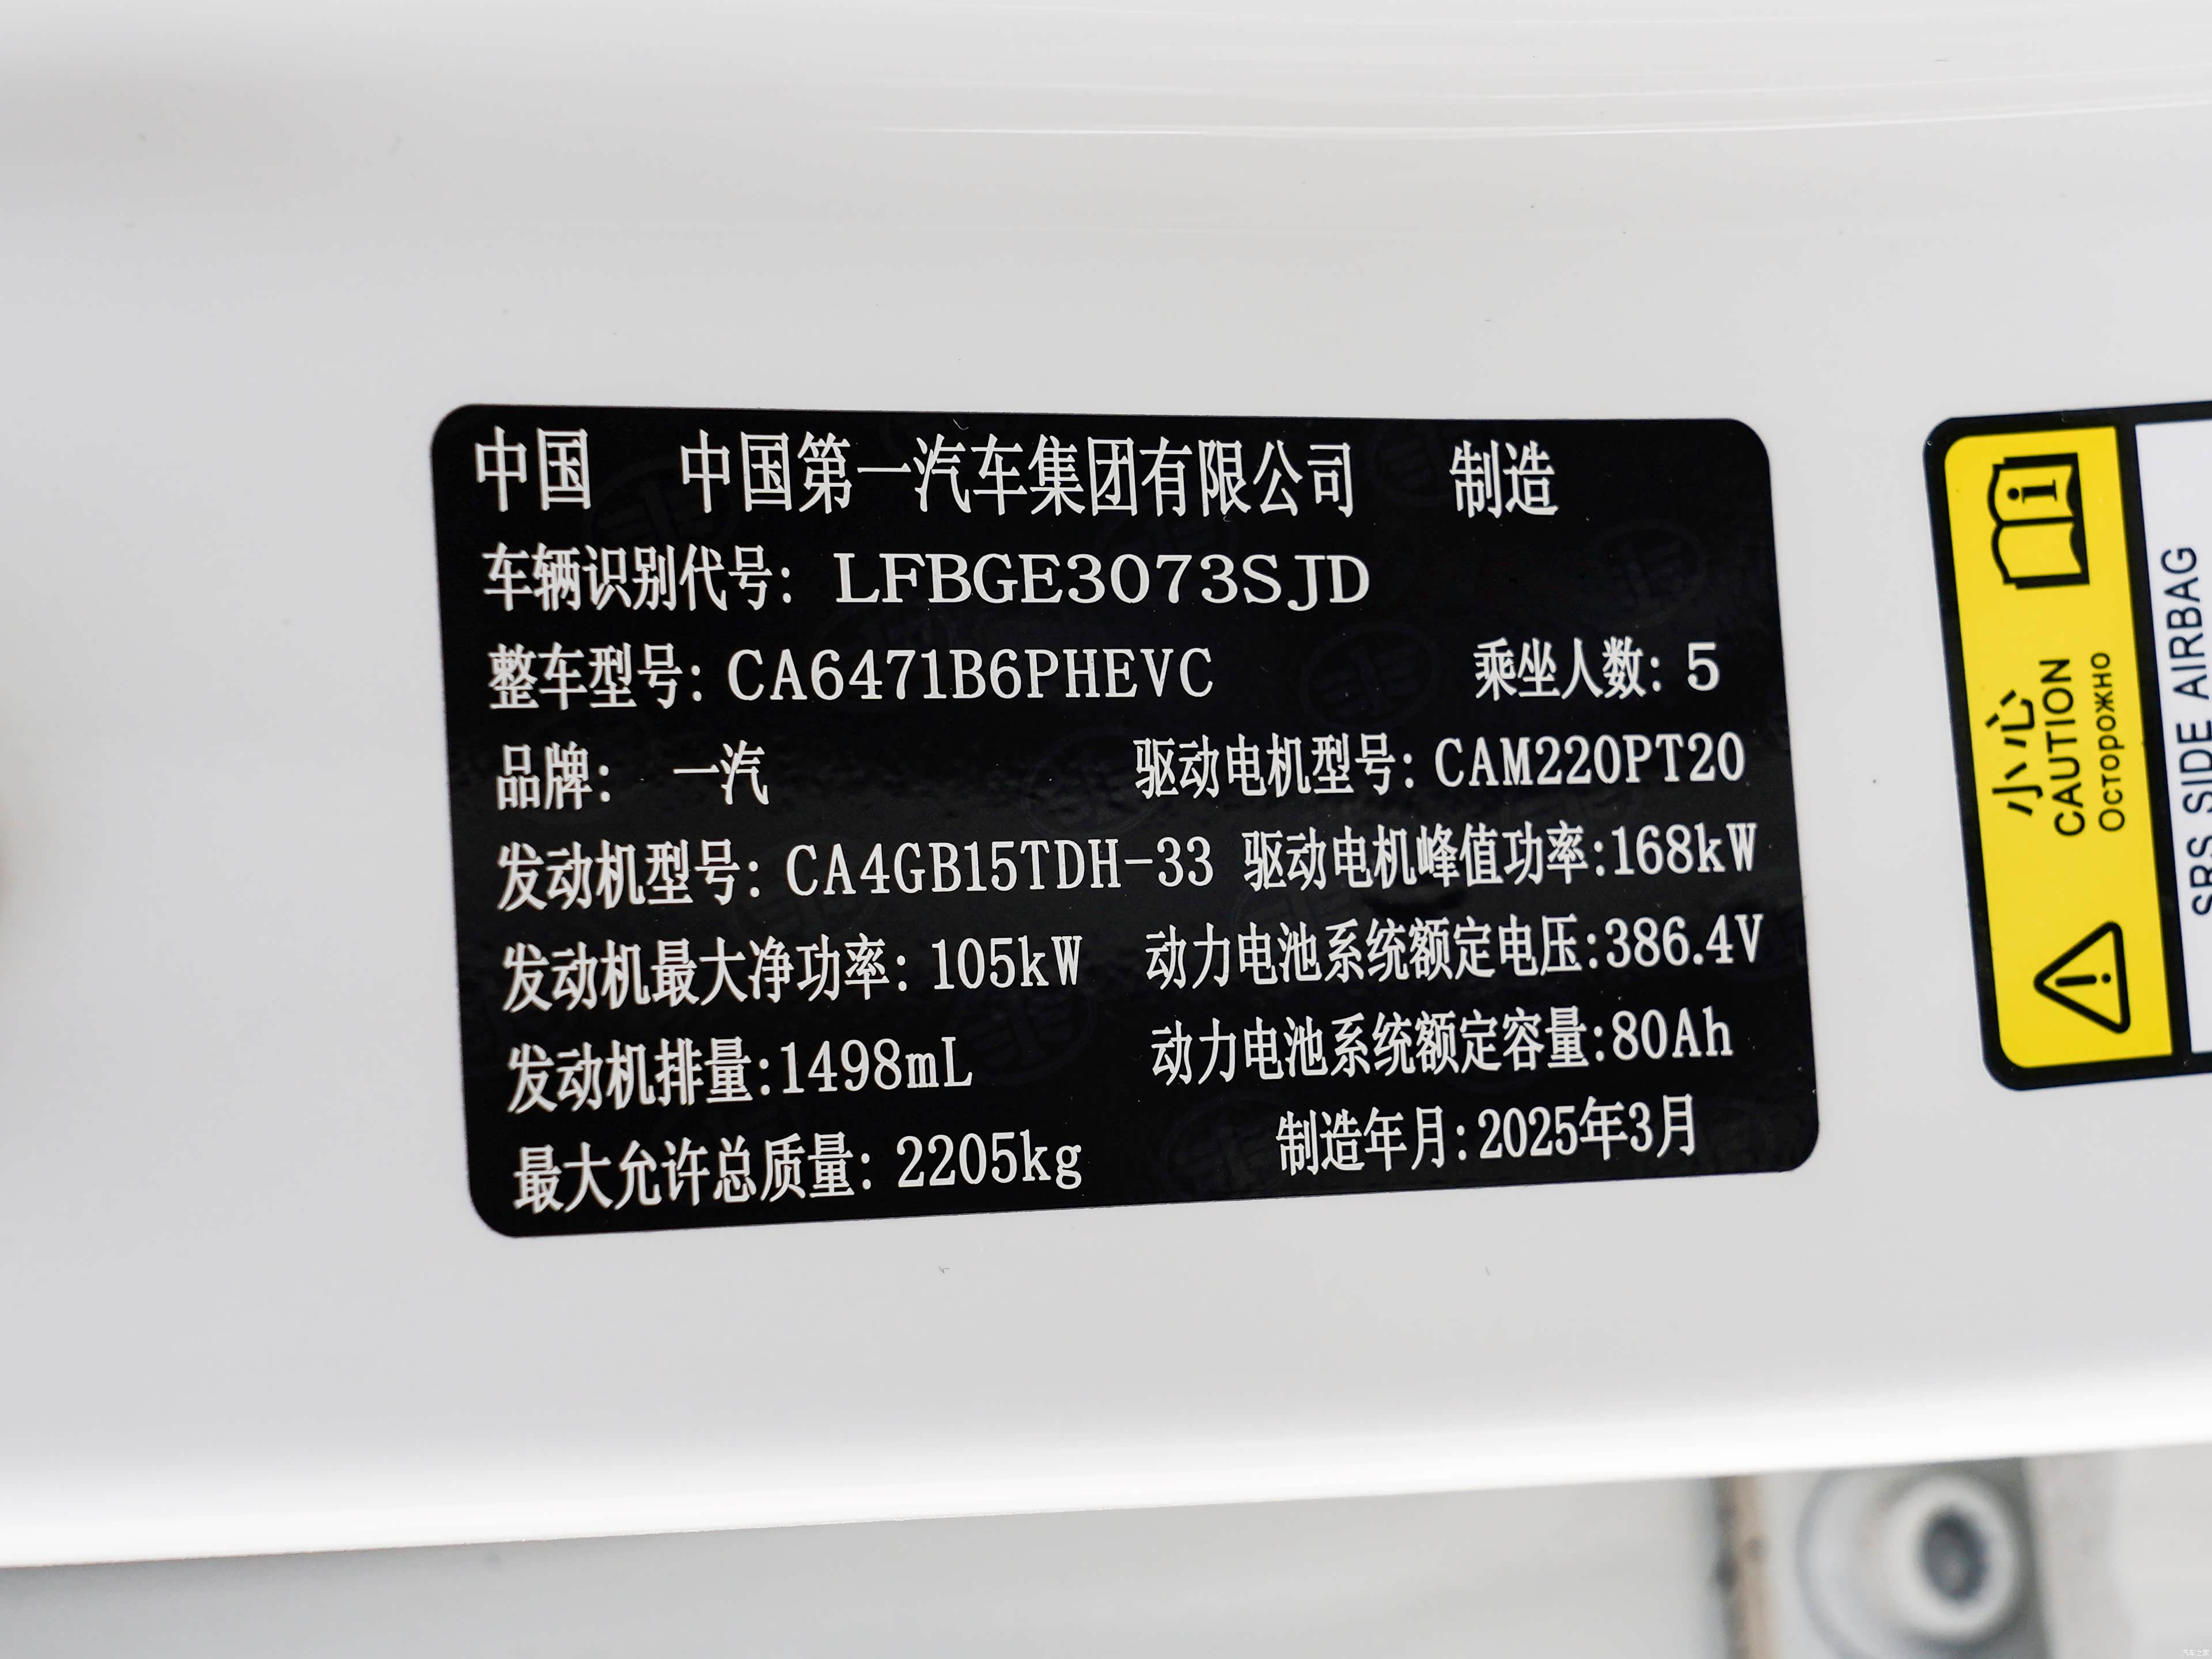 中国 中国第一汽车集团有限公司 制造
车辆识别代号: LFBGE3073SJD
整车型号: CA6471B6PHEVC 乘坐人数: 5
品牌: 一汽 驱动电机型号: CAM220PT20
发动机型号: CA4GB15TDH-33 驱动电机峰值功率:168kW
发动机最大净功率: 105kW 动力电池系统额定电压:386.4V
发动机排量:1498mL 动力电池系统额定容量:80Ah
最大允许总质量: 2205kg 制造年月:2025年3月
小心
CAUTION
Осторожно
SRS SIDE AIRBAG
汽车之家